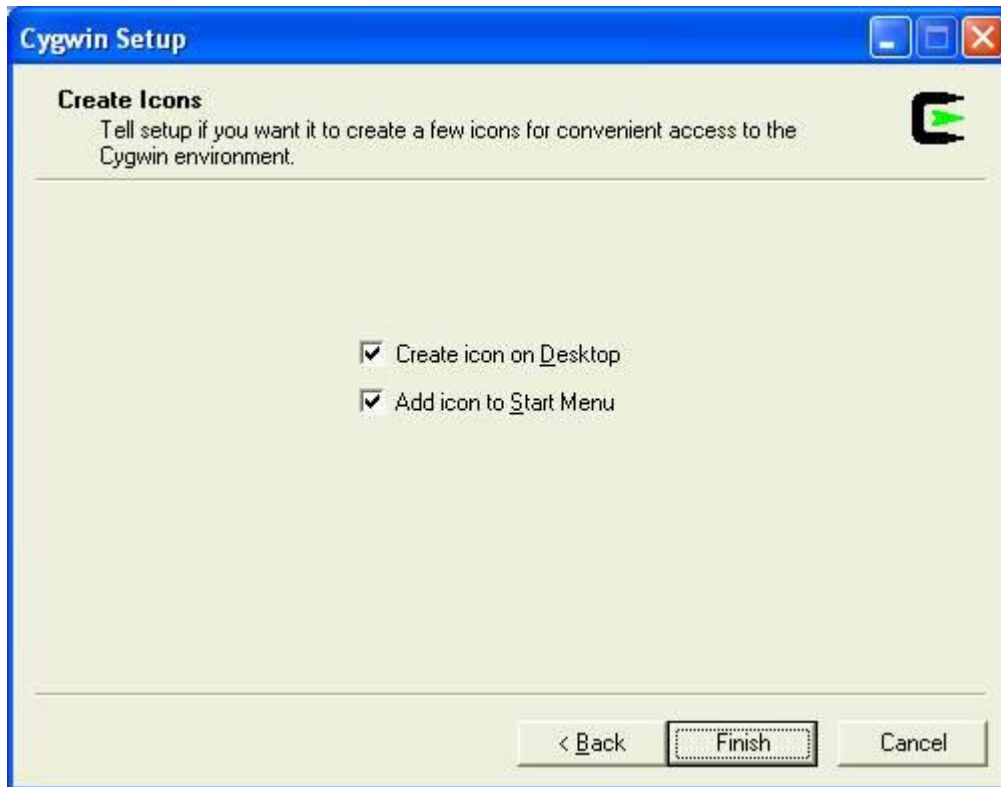 Cygwin Setup
Create Icons
Tell setup if you want it to create a few icons for convenient access to the
Cygwin environment.
Create icon on Desktop
Add icon to Start Menu
< Back
Finish
Cancel